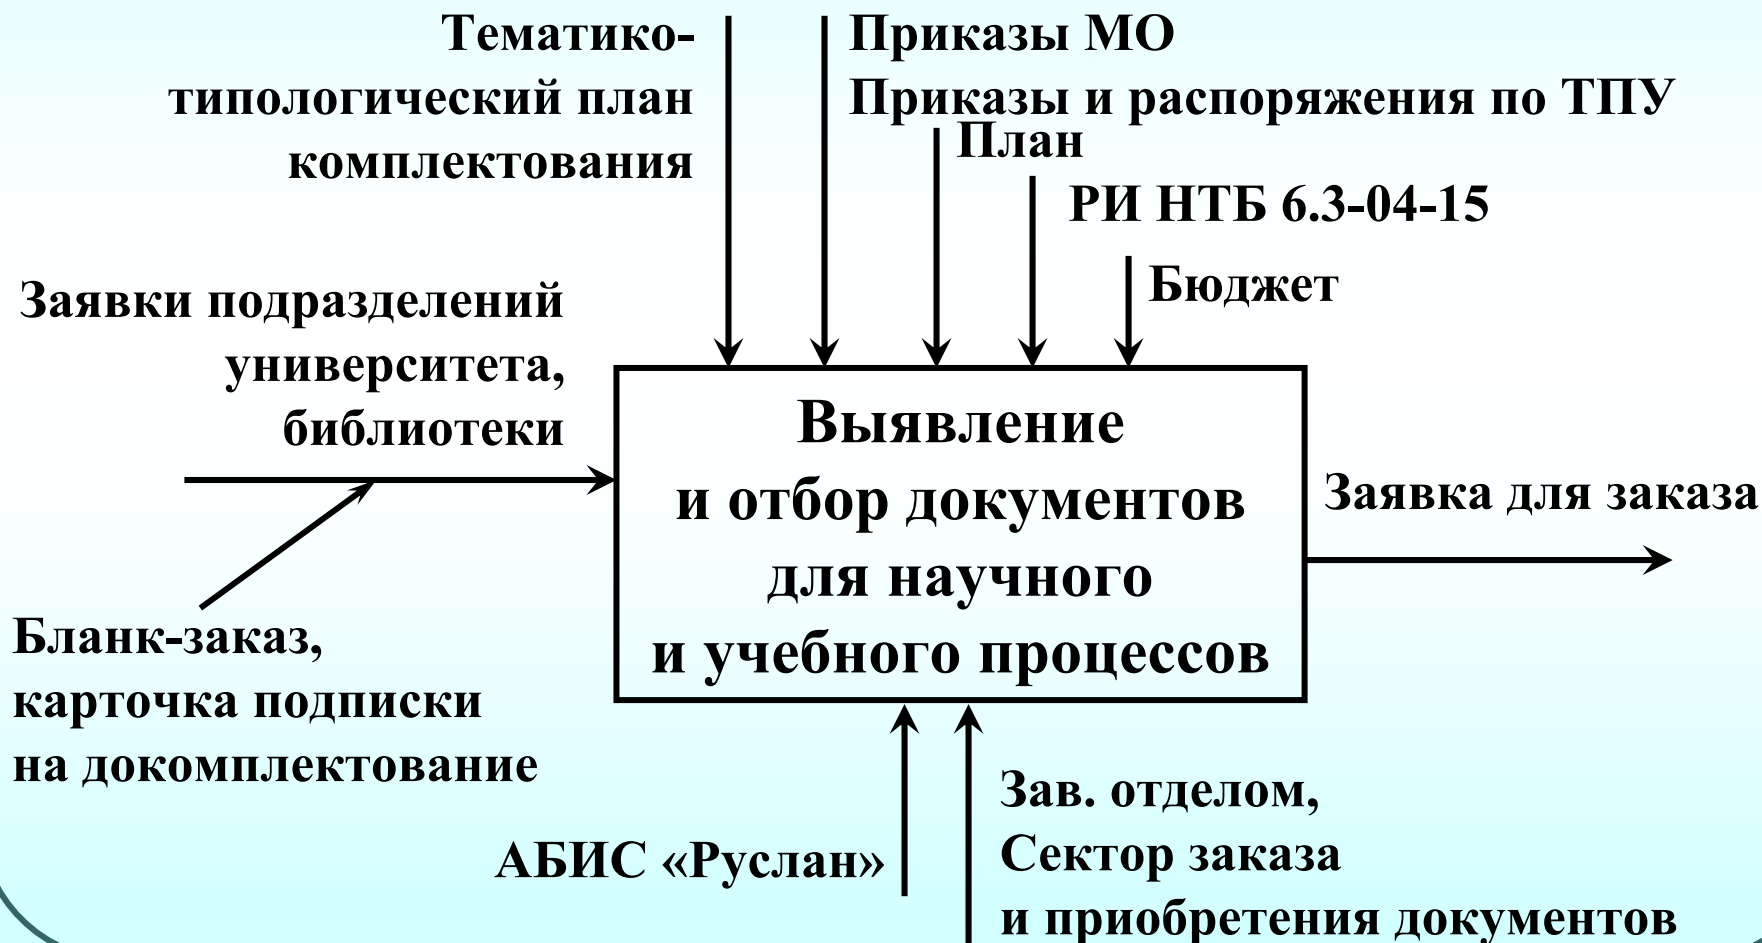 Тематико-
типологический план
комплектования
Приказы МО
Приказы и распоряжения по ТПУ
План
РИ НТБ 6.3-04-15
Бюджет
Заявки подразделений
университета,
библиотеки
Выявление
и отбор документов
для научного
и учебного процессов
Заявка для заказа
Бланк-заказ,
карточка подписки
на докомплектование
АБИС «Руслан»
Зав. отделом,
Сектор заказа
и приобретения документов